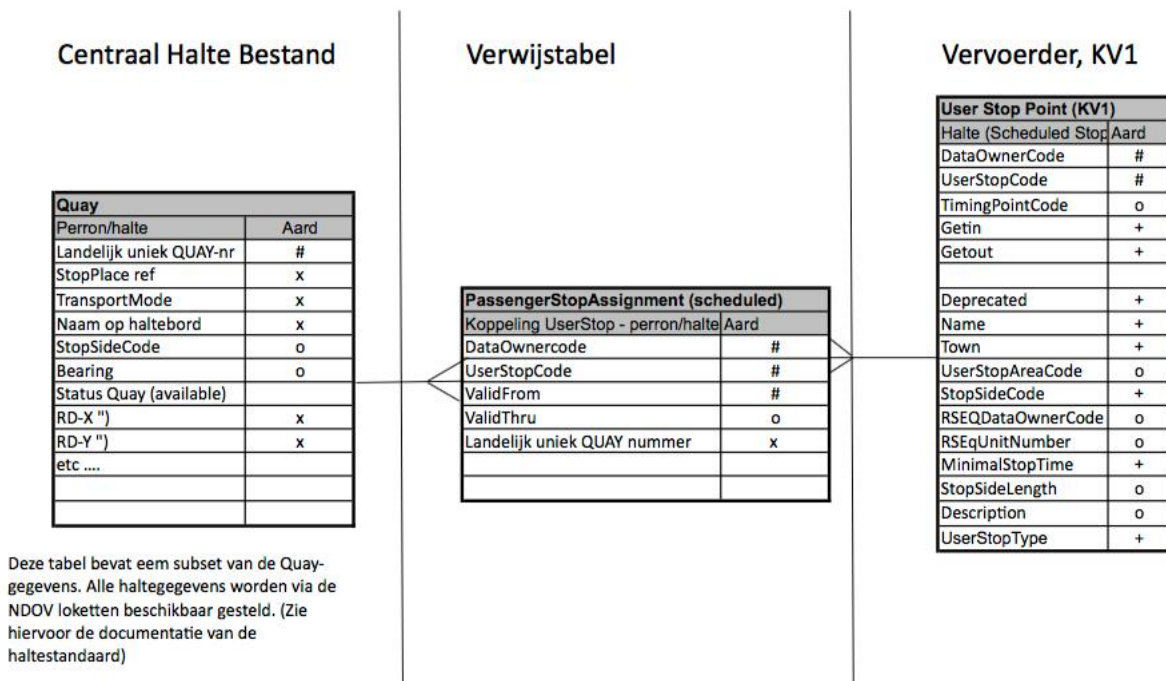 Centraal Halte Bestand
Verwijstabel
Vervoerder, KV1
Quay
Perron/halte Aard
Landelijk uniek QUAY-nr #
StopPlace ref x
TransportMode x
Naam op haltebord x
StopSideCode o
Bearing o
Status Quay (available)
RD-X ") x
RD-Y ") x
etc ....
Deze tabel bevat eem subset van de Quay-
gegevens. Alle haltegegevens worden via de
NDOV loketten beschikbaar gesteld. (Zie
hiervoor de documentatie van de
haltestandaard)
PassengerStopAssignment (scheduled)
Koppeling UserStop - perron/halte Aard
DataOwnercode #
UserStopCode #
ValidFrom #
ValidThru o
Landelijk uniek QUAY nummer x
User Stop Point (KV1)
Halte (Scheduled Stop Aard
DataOwnerCode #
UserStopCode #
TimingPointCode o
Getin +
Getout +
Deprecated +
Name +
Town +
UserStopAreaCode o
StopSideCode +
RSEQDataOwnerCode o
RSEqUnitNumber o
MinimalStopTime +
StopSideLength o
Description o
UserStopType +